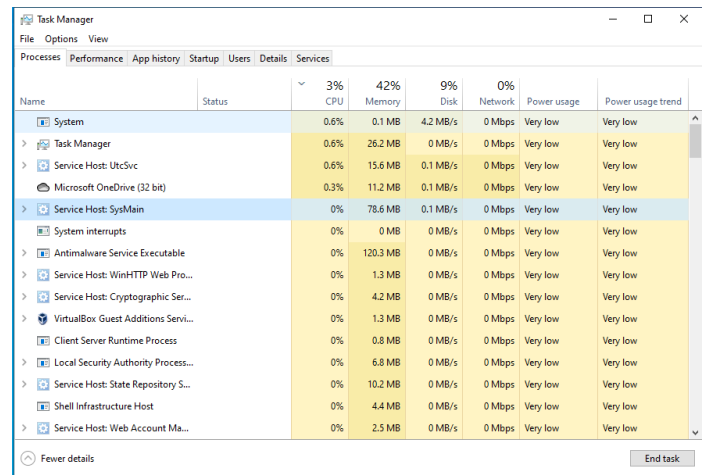 Task Manager
File Options View
Processes Performance App history Startup Users Details Services
3% 42% 9% 0%
Name Status CPU Memory Disk Network Power usage Power usage trend
System 0.6% 0.1 MB 4.2 MB/s 0 Mbps Very low Very low
Task Manager 0.6% 26.2 MB 0 MB/s 0 Mbps Very low Very low
Service Host: UtcSvc 0.6% 15.6 MB 0.1 MB/s 0 Mbps Very low Very low
Microsoft OneDrive (32 bit) 0.3% 11.2 MB 0.1 MB/s 0 Mbps Very low Very low
Service Host: SysMain 0% 78.6 MB 0.1 MB/s 0 Mbps Very low Very low
System interrupts 0% 0 MB 0 MB/s 0 Mbps Very low Very low
Antimalware Service Executable 0% 120.3 MB 0 MB/s 0 Mbps Very low Very low
Service Host: WinHTTP Web Pro... 0% 1.3 MB 0 MB/s 0 Mbps Very low Very low
Service Host: Cryptographic Ser... 0% 4.2 MB 0 MB/s 0 Mbps Very low Very low
VirtualBox Guest Additions Servi... 0% 1.3 MB 0 MB/s 0 Mbps Very low Very low
Client Server Runtime Process 0% 0.8 MB 0 MB/s 0 Mbps Very low Very low
Local Security Authority Process... 0% 6.8 MB 0 MB/s 0 Mbps Very low Very low
Service Host: State Repository S... 0% 10.2 MB 0 MB/s 0 Mbps Very low Very low
Shell Infrastructure Host 0% 4.4 MB 0 MB/s 0 Mbps Very low Very low
Service Host: Web Account Ma... 0% 2.5 MB 0 MB/s 0 Mbps Very low Very low
Fewer details End task